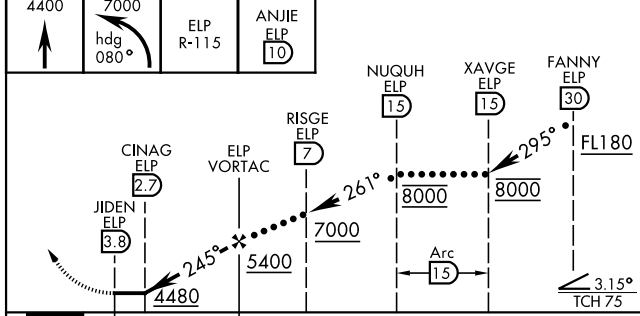 4400
7000
hdg
080°
ELP
R-115
ANJIE
ELP
10
FANNY
ELP
30
NUQUH
ELP
15
XAVGE
ELP
15
RISGE
ELP
7
CINAG
ELP
2.7
ELP
VORTAC
JIDEN
ELP
3.8
295°
FL180
261°
8000
8000
7000
245°
5400
4480
Arc
15
3.15°
TCH 75